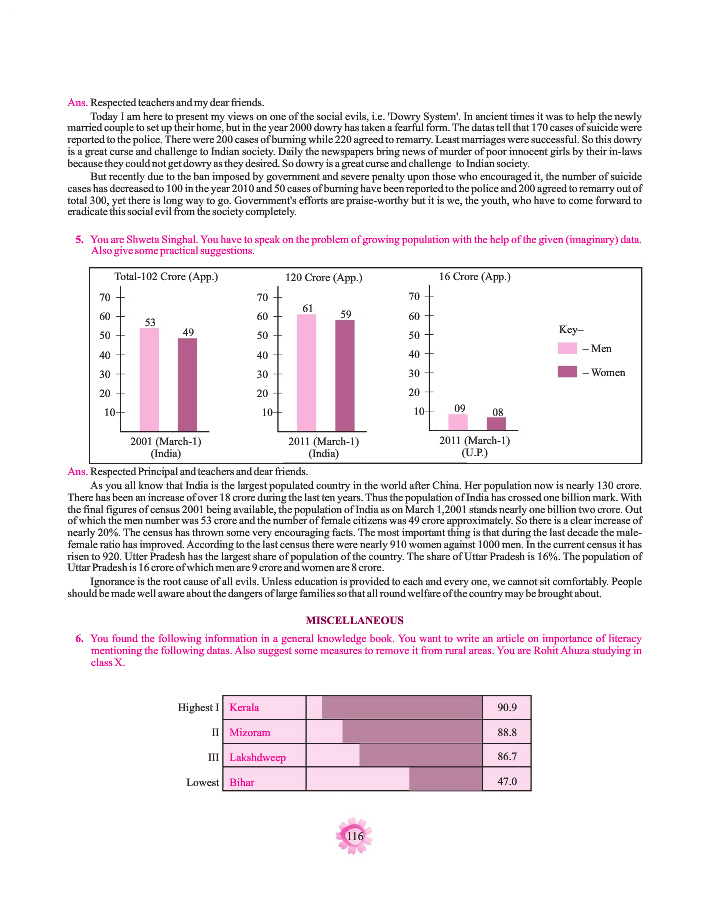 Ans. Respected teachers and my dear friends.
Today I am here to present my views on one of the social evils, i.e. 'Dowry System'. In ancient times it was to help the newly
married couple to set up their home, but in the year 2000 dowry has taken a fearful form. The datas tell that 170 cases of suicide were
reported to the police. There were 200 cases of burning while 220 agreed to remarry. Least marriages were successful. So this dowry
is a great curse and challenge to Indian society. Daily the newspapers bring news of murder of poor innocent girls by their in-laws
because they could not get dowry as they desired. So dowry is a great curse and challenge to Indian society.
But recently due to the ban imposed by government and severe penalty upon those who encouraged it, the number of suicide
cases has decreased to 100 in the year 2010 and 50 cases of burning have been reported to the police and 200 agreed to remarry out of
total 300, yet there is long way to go. Government's efforts are praise-worthy but it is we, the youth, who have to come forward to
eradicate this social evil from the society completely.
5. You are Shweta Singhal. You have to speak on the problem of growing population with the help of the given (imaginary) data.
Also give some practical suggestions.
Total-102 Crore (App.)
70
60
50
40
30
20
10
53
49
2001 (March-1)
(India)
120 Crore (App.)
70
60
50
40
30
20
10
61
59
2011 (March-1)
(India)
16 Crore (App.)
70
60
50
40
30
20
10
09
08
2011 (March-1)
(U.P.)
Key–
– Men
– Women
Ans. Respected Principal and teachers and dear friends.
As you all know that India is the largest populated country in the world after China. Her population now is nearly 130 crore.
There has been an increase of over 18 crore during the last ten years. Thus the population of India has crossed one billion mark. With
the final figures of census 2001 being available, the population of India as on March 1,2001 stands nearly one billion two crore. Out
of which the men number was 53 crore and the number of female citizens was 49 crore approximately. So there is a clear increase of
nearly 20%. The census has thrown some very encouraging facts. The most important thing is that during the last decade the male-
female ratio has improved. According to the last census there were nearly 910 women against 1000 men. In the current census it has
risen to 920. Utter Pradesh has the largest share of population of the country. The share of Uttar Pradesh is 16%. The population of
Uttar Pradesh is 16 crore of which men are 9 crore and women are 8 crore.
Ignorance is the root cause of all evils. Unless education is provided to each and every one, we cannot sit comfortably. People
should be made well aware about the dangers of large families so that all round welfare of the country may be brought about.
MISCELLANEOUS
6. You found the following information in a general knowledge book. You want to write an article on importance of literacy
mentioning the following datas. Also suggest some measures to remove it from rural areas. You are Rohit Ahuza studying in
class X.
Highest I Kerala 90.9
II Mizoram 88.8
III Lakshdweep 86.7
Lowest Bihar 47.0
116